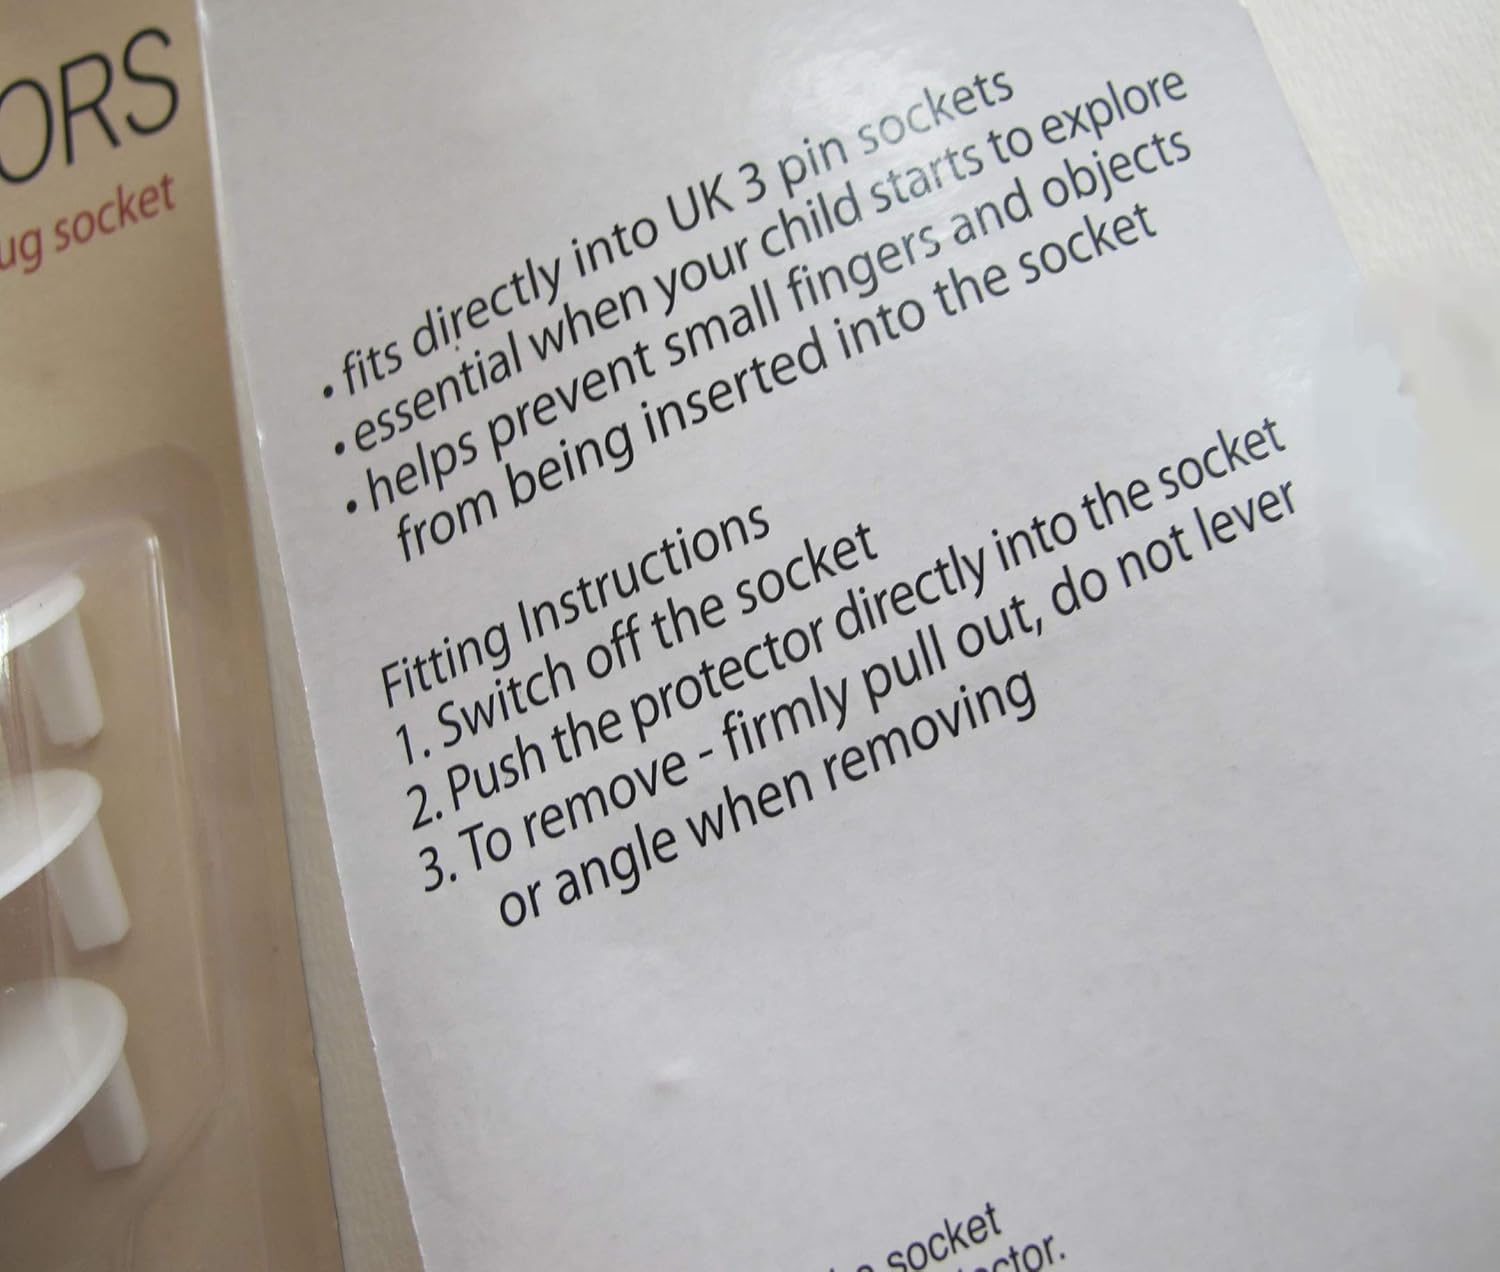 ORS
ug socket
• fits directly into UK 3 pin sockets
• essential when your child starts to explore
• helps prevent small fingers and objects
from being inserted into the socket
Fitting Instructions
1. Switch off the socket
2. Push the protector directly into the socket
3. To remove - firmly pull out, do not lever
or angle when removing
socket
ctor.